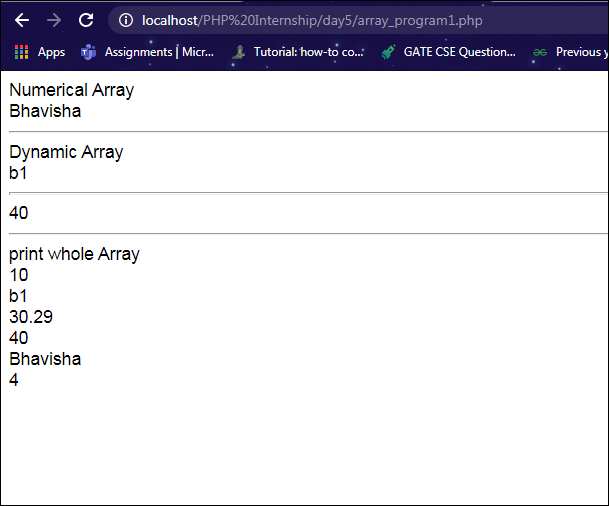 localhost/PHP%20Internship/day5/array_program1.php
Apps
Assignments | Micr...
Tutorial: how-to co...
GATE CSE Question...
Previous y
Numerical Array
Bhavisha
Dynamic Array
b1
40
print whole Array
10
b1
30.29
40
Bhavisha
4